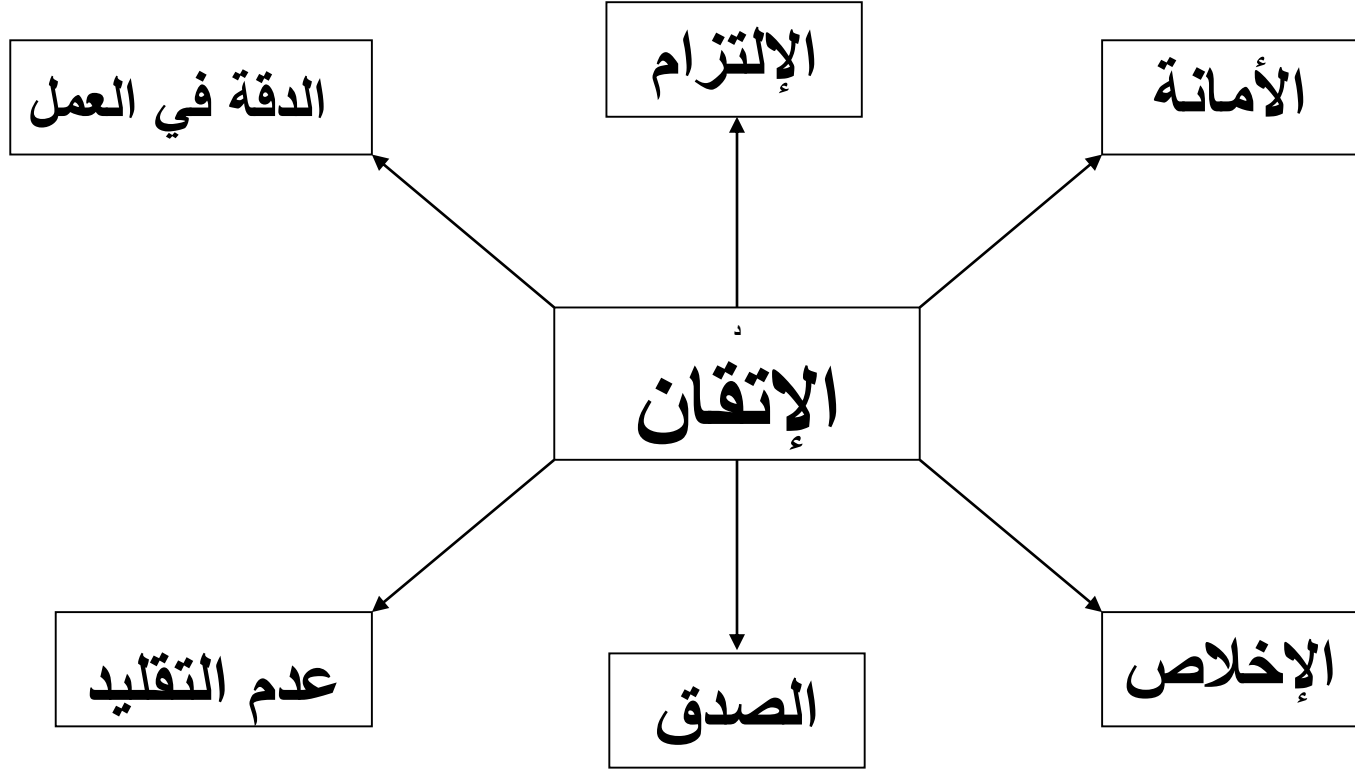 الأمانة
الإلتزام
الدقة في العمل
د
الإتقان
الإخلاص
الصدق
عدم التقليد